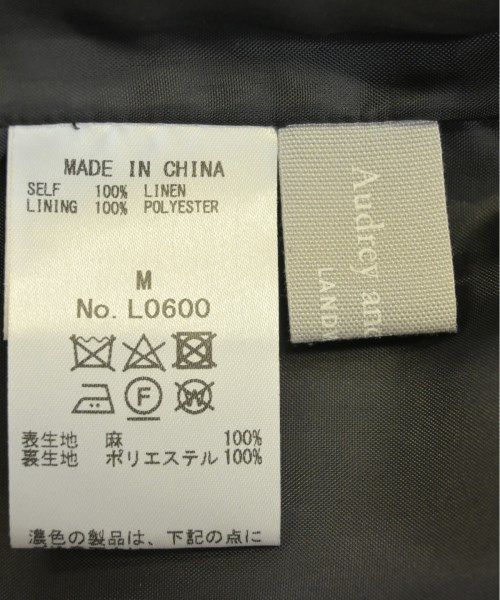 MADE IN CHINA
SELF 100% LINEN
LINING 100% POLYESTER
M
No. L0600
F
W
表生地 麻 100%
裏生地 ポリエステル 100%
濃色の製品は、下記の点に
Audrey and
LAND